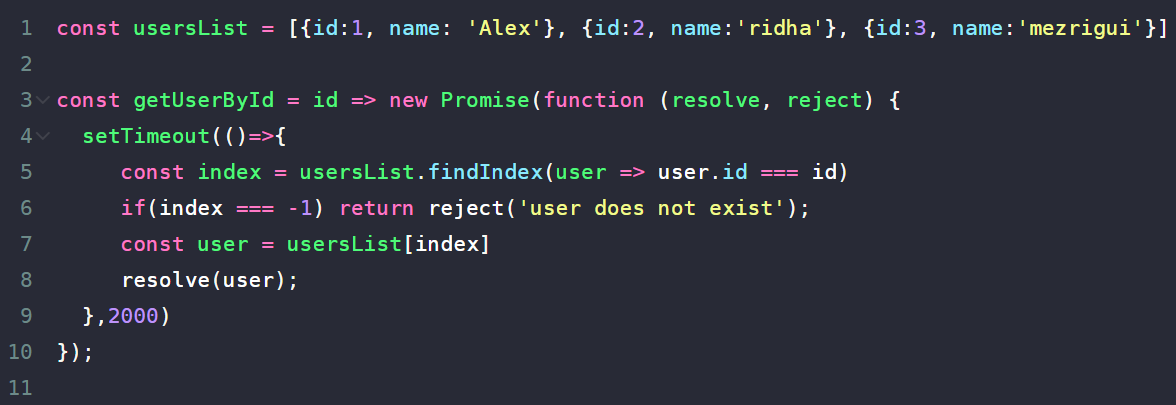 1 const usersList = [{id:1, name: 'Alex'}, {id:2, name:'ridha'}, {id:3, name:'mezrigui'}]
2
3 const getUserById = id => new Promise(function (resolve, reject) {
4   setTimeout(()=>{
5      const index = usersList.findIndex(user => user.id === id)
6      if(index === -1) return reject('user does not exist');
7      const user = usersList[index]
8      resolve(user);
9   },2000)
10 });
11